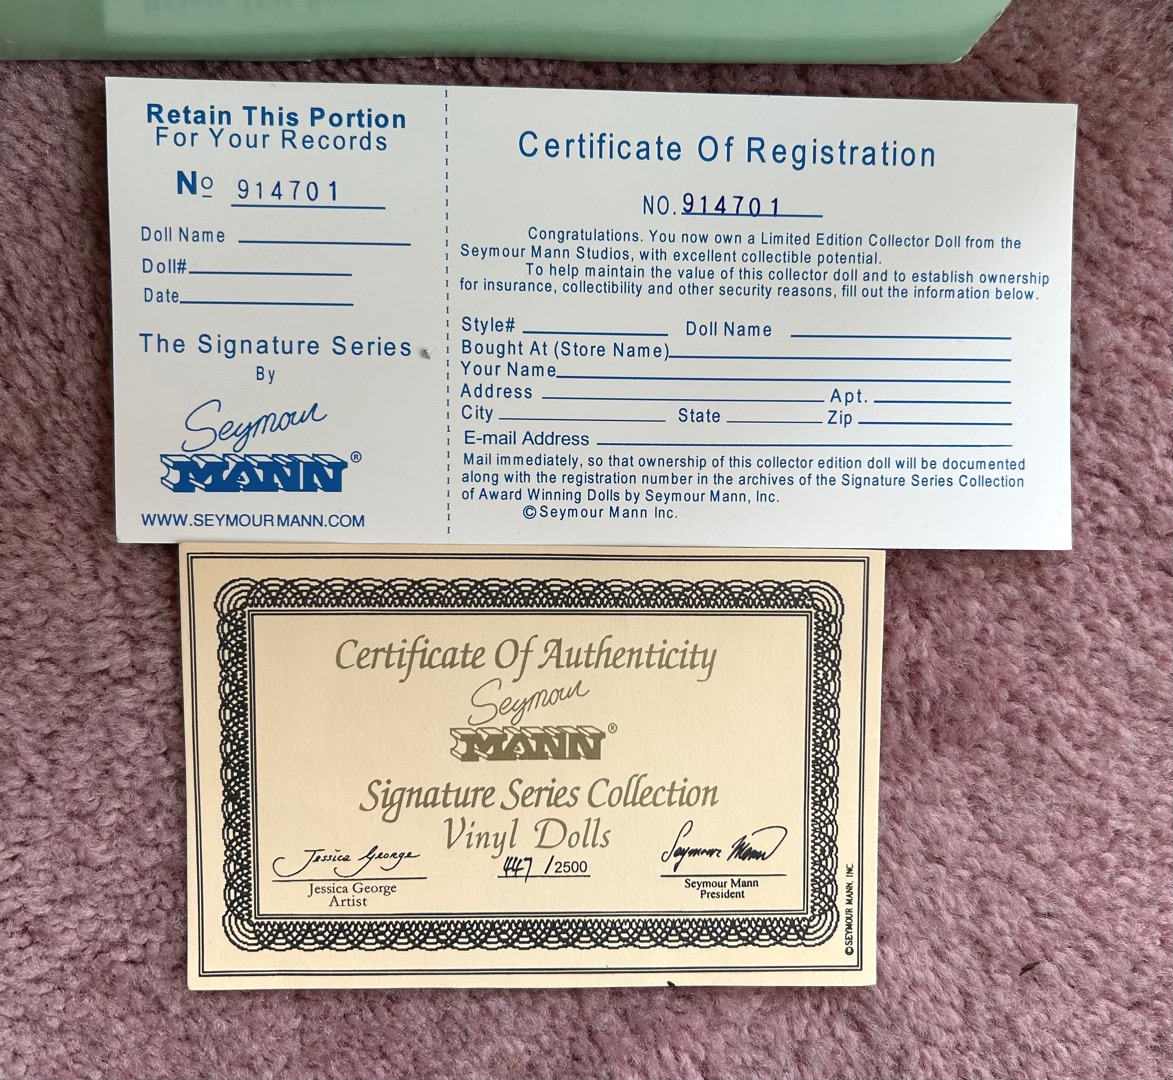 Retain This Portion
For Your Records
Nº 914701
Doll Name
Doll#
Date
The Signature Series
By
Seymour
MANN®
WWW.SEYMOURMANN.COM
Certificate Of Registration
NO. 914701
Congratulations. You now own a Limited Edition Collector Doll from the
Seymour Mann Studios, with excellent collectible potential.
To help maintain the value of this collector doll and to establish ownership
for insurance, collectibility and other security reasons, fill out the information below.
Style# Doll Name
Bought At (Store Name)
Your Name
Address Apt.
City State Zip
E-mail Address
Mail immediately, so that ownership of this collector edition doll will be documented
along with the registration number in the archives of the Signature Series Collection
of Award Winning Dolls by Seymour Mann, Inc.
©Seymour Mann Inc.
Certificate Of Authenticity
Seymour
MANN®
Signature Series Collection
Vinyl Dolls
Jessica George 447/2500 Seymour Mann
Jessica George
Artist
Seymour Mann
President
©SEYMOUR MANN, INC.